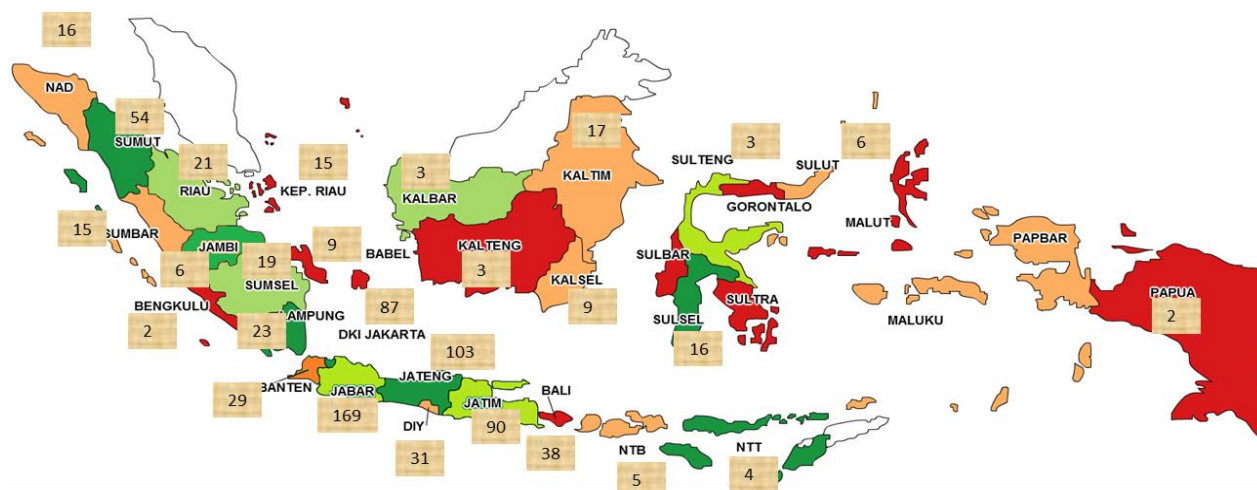 16
NAD
54
SUMUT
21
RIAU
15
KEP. RIAU
15
SUMBAR
JAMBI
6
19
SUMSEL
9
BABEL
BENGKULU
2
23
AMPUNG
87
DKI JAKARTA
3
KALBAR
17
KALTIM
KALTENG
3
KALSEL
9
SULTENG
3
SULUT
6
GORONTALO
MALUT
SULBAR
SULTRA
SULSEL
16
MALUKU
PAPBAR
PAPUA
2
BANTEN
29
JABAR
169
103
JATENG
DIY
31
JATIM
90
BALI
38
NTB
5
NTT
4